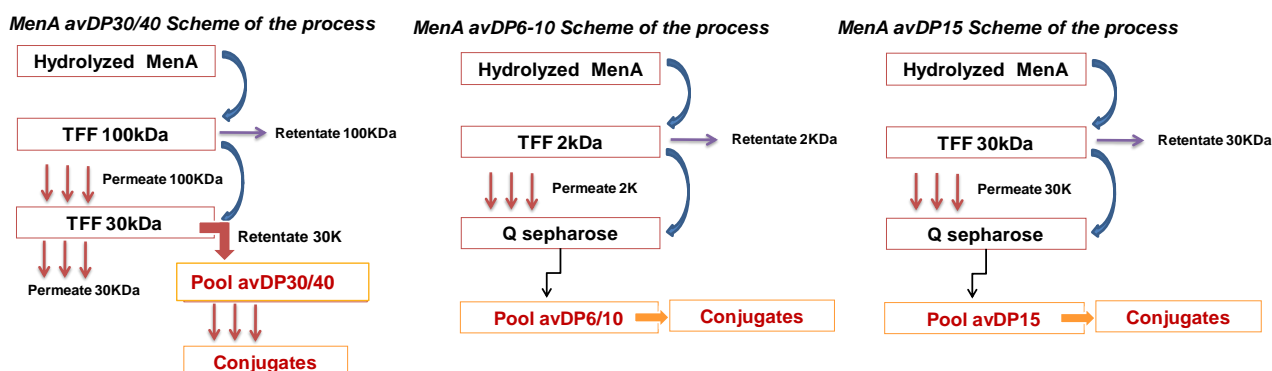 MenA avDP30/40 Scheme of the process
Hydrolyzed MenA
TFF 100kDa
Retentate 100KDa
Permeate 100KDa
TFF 30kDa
Retentate 30K
Permeate 30KDa
Pool avDP30/40
Conjugates
MenA avDP6-10 Scheme of the process
Hydrolyzed MenA
TFF 2kDa
Retentate 2KDa
Permeate 2K
Q sepharose
Pool avDP6/10
Conjugates
MenA avDP15 Scheme of the process
Hydrolyzed MenA
TFF 30kDa
Retentate 30KDa
Permeate 30K
Q sepharose
Pool avDP15
Conjugates